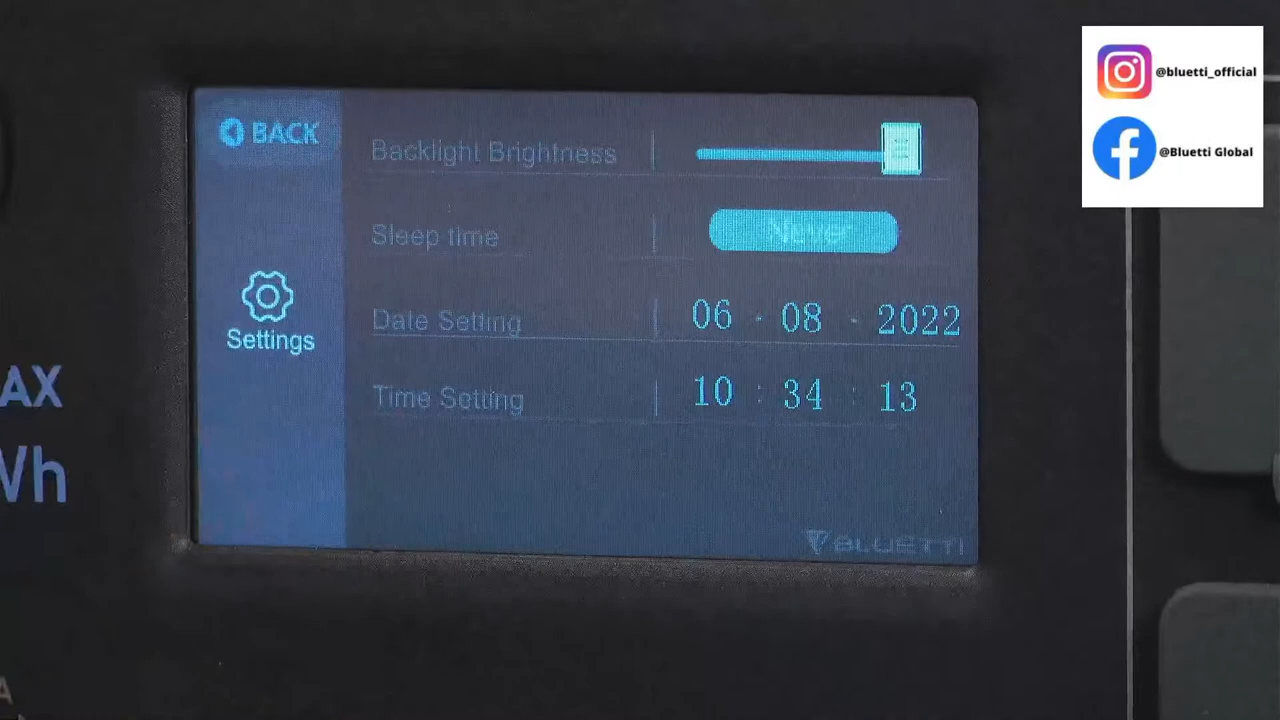 @bluetti_official
@Bluetti Global
BACK
Settings
Backlight Brightness
Sleep time
Never
Date Setting
06 - 08 - 2022
Time Setting
10 : 34 : 13
BLUETTI
AX
Wh
A